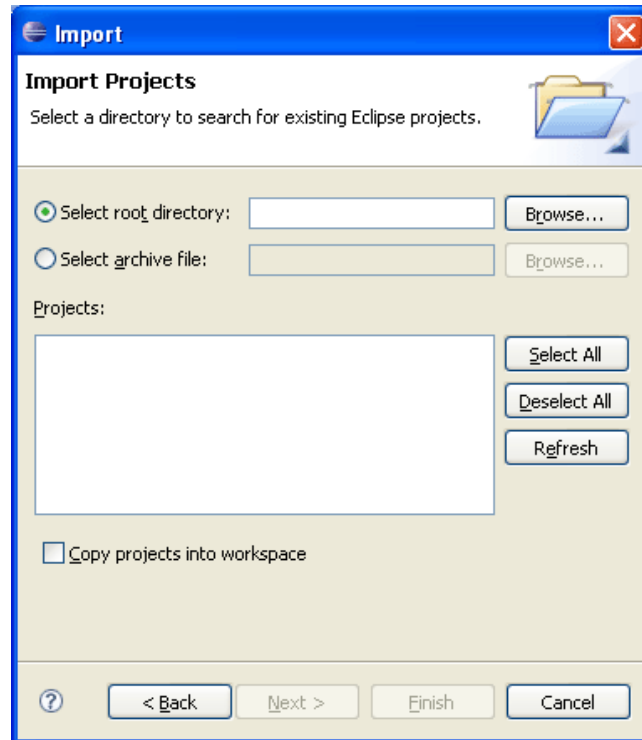 Import
Import Projects
Select a directory to search for existing Eclipse projects.
Select root directory:
Browse...
Select archive file:
Browse...
Projects:
Select All
Deselect All
Refresh
Copy projects into workspace
?
< Back
Next >
Finish
Cancel